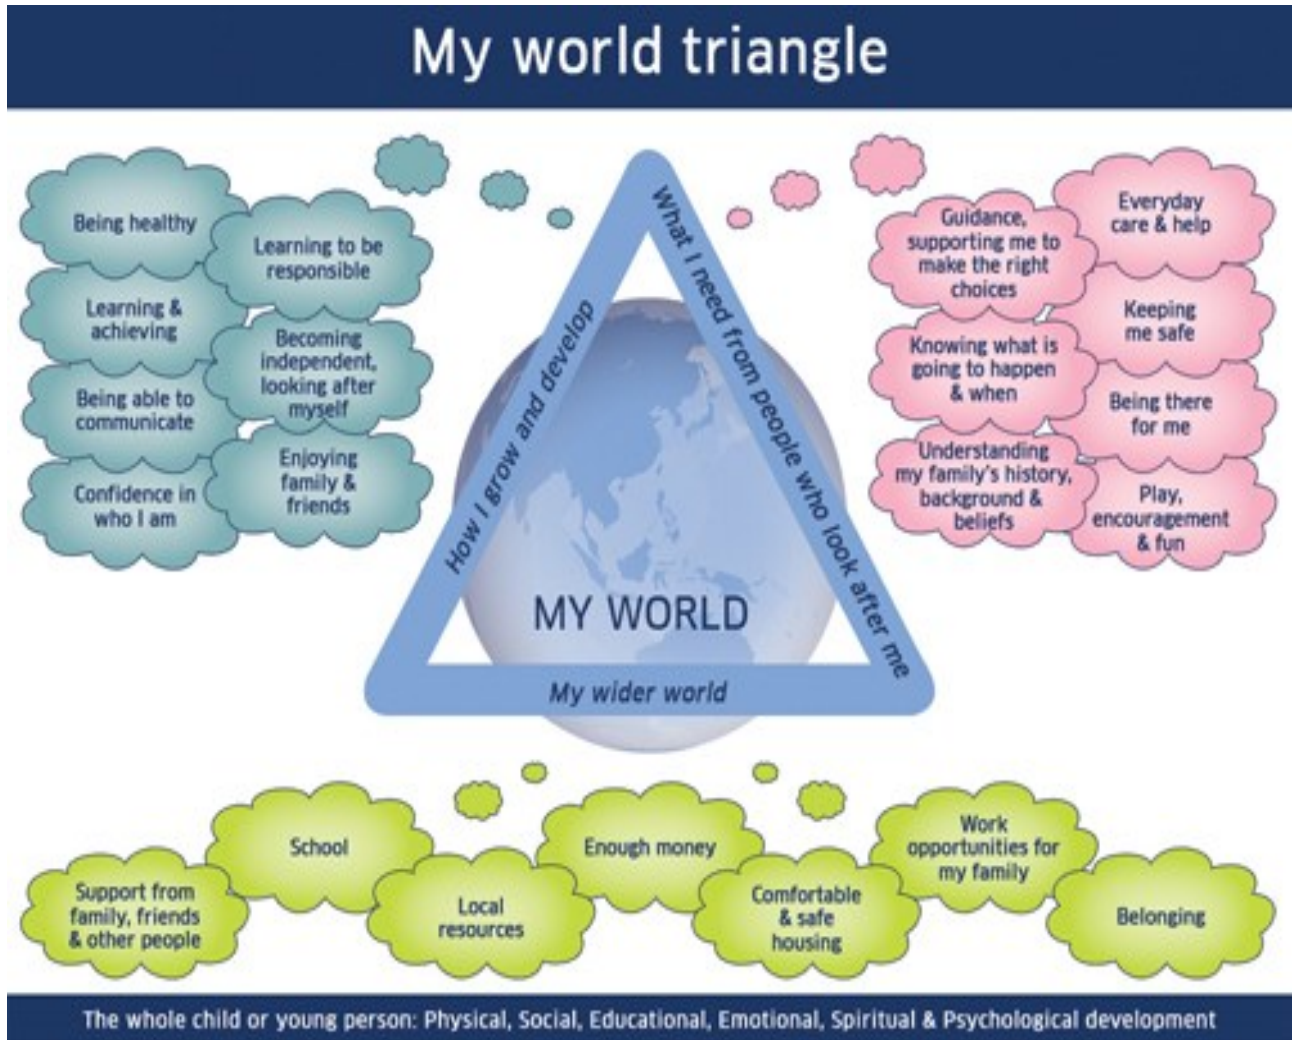 My world triangle
Being healthy
Learning to be
responsible
Learning &
achieving
Becoming
independent,
looking after
myself
Being able to
communicate
Enjoying
family &
friends
Confidence in
who I am
How I grow and develop
What I need from people who look after me
MY WORLD
My wider world
Guidance,
supporting me to
make the right
choices
Everyday
care & help
Keeping
me safe
Knowing what is
going to happen
& when
Being there
for me
Understanding
my family's history,
background &
beliefs
Play,
encouragement
& fun
Support from
family, friends
& other people
School
Local
resources
Enough money
Comfortable
& safe
housing
Work
opportunities for
my family
Belonging
The whole child or young person: Physical, Social, Educational, Emotional, Spiritual & Psychological development